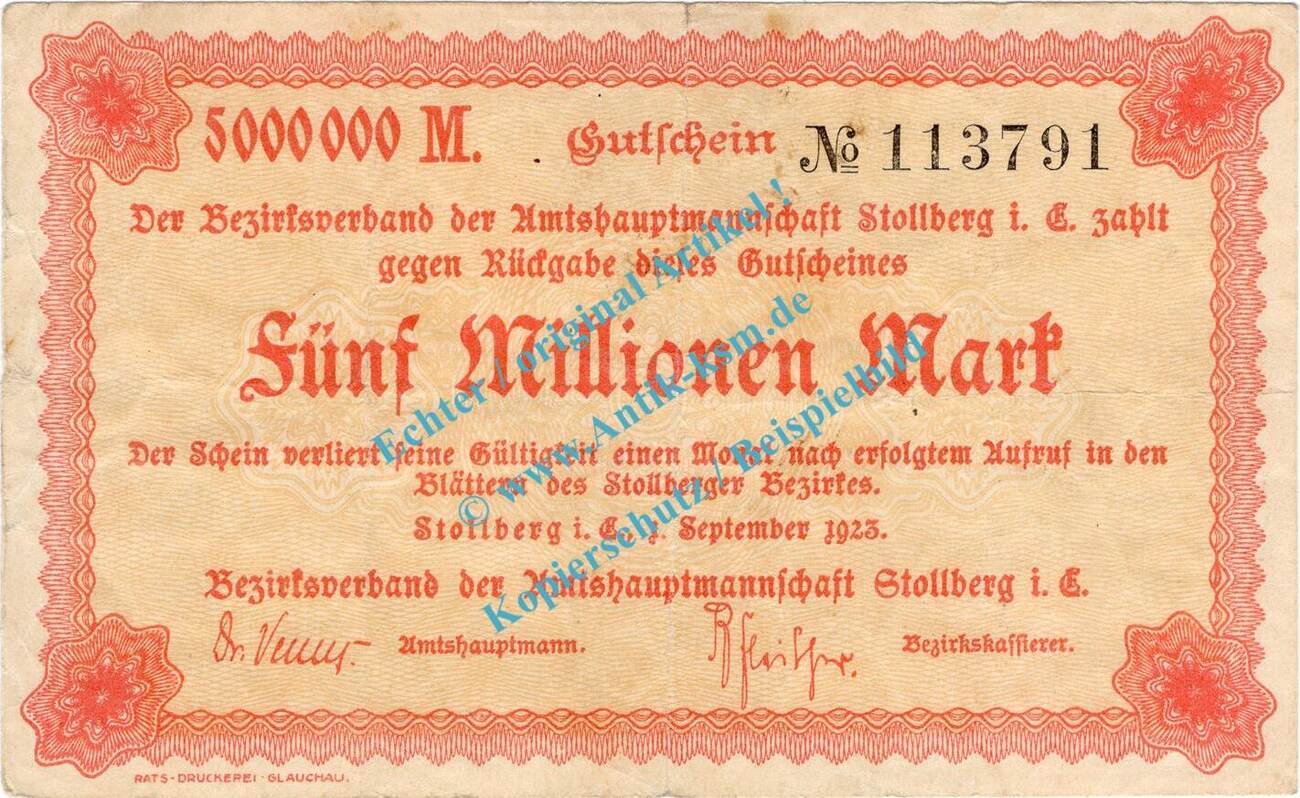 5000000 M. Gutschein № 113791
Der Bezirksverband der Amtshauptmannschaft Stollberg i. E. zahlt
gegen Rückgabe dieses Gutscheines
Fünf Millionen Mark
Der Schein verliert seine Gültigkeit einen Monat nach erfolgtem Aufruf in den
Blättern des Stollberger Bezirkes.
Stollberg i. E., September 1923.
Bezirksverband der Amtshauptmannschaft Stollberg i. E.
Dr. Amtshauptmann. Bezirkskassierer.
RATS-DRUCKEREI · GLAUCHAU.
Echter / original Artikel !
© www.Antik-ksm.de
Kopierschutz / Beispielbild